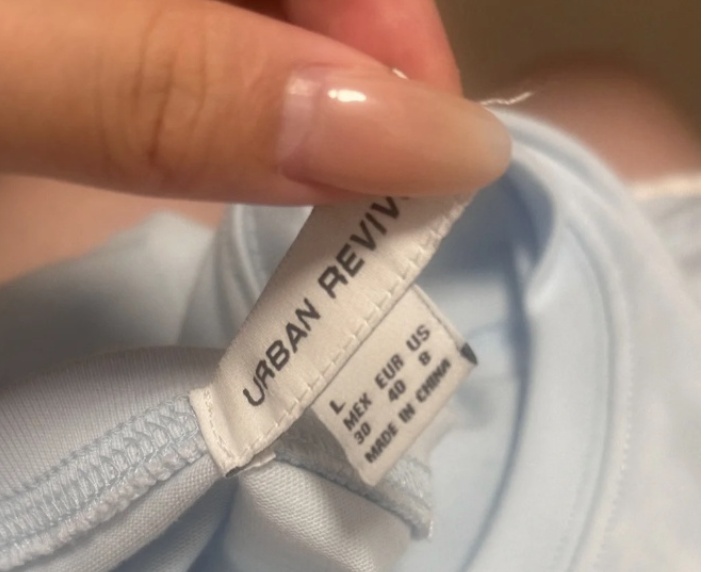 URBAN REVIV
L
MEX EUR US
30 40 8
MADE IN CHINA